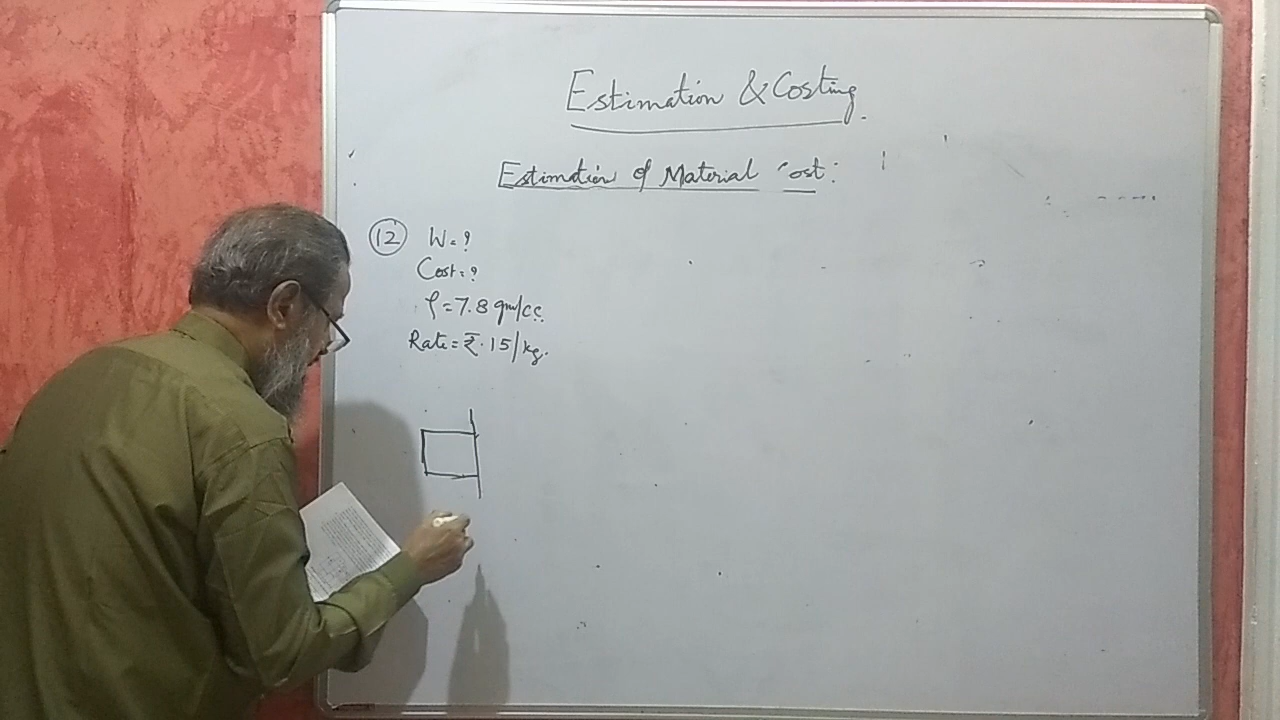 Estimation & Costing.
Estimation of Material Cost:
12 W=?
Cost=?
ρ=7.8 gm/cc.
Rate=₹.15/kg.